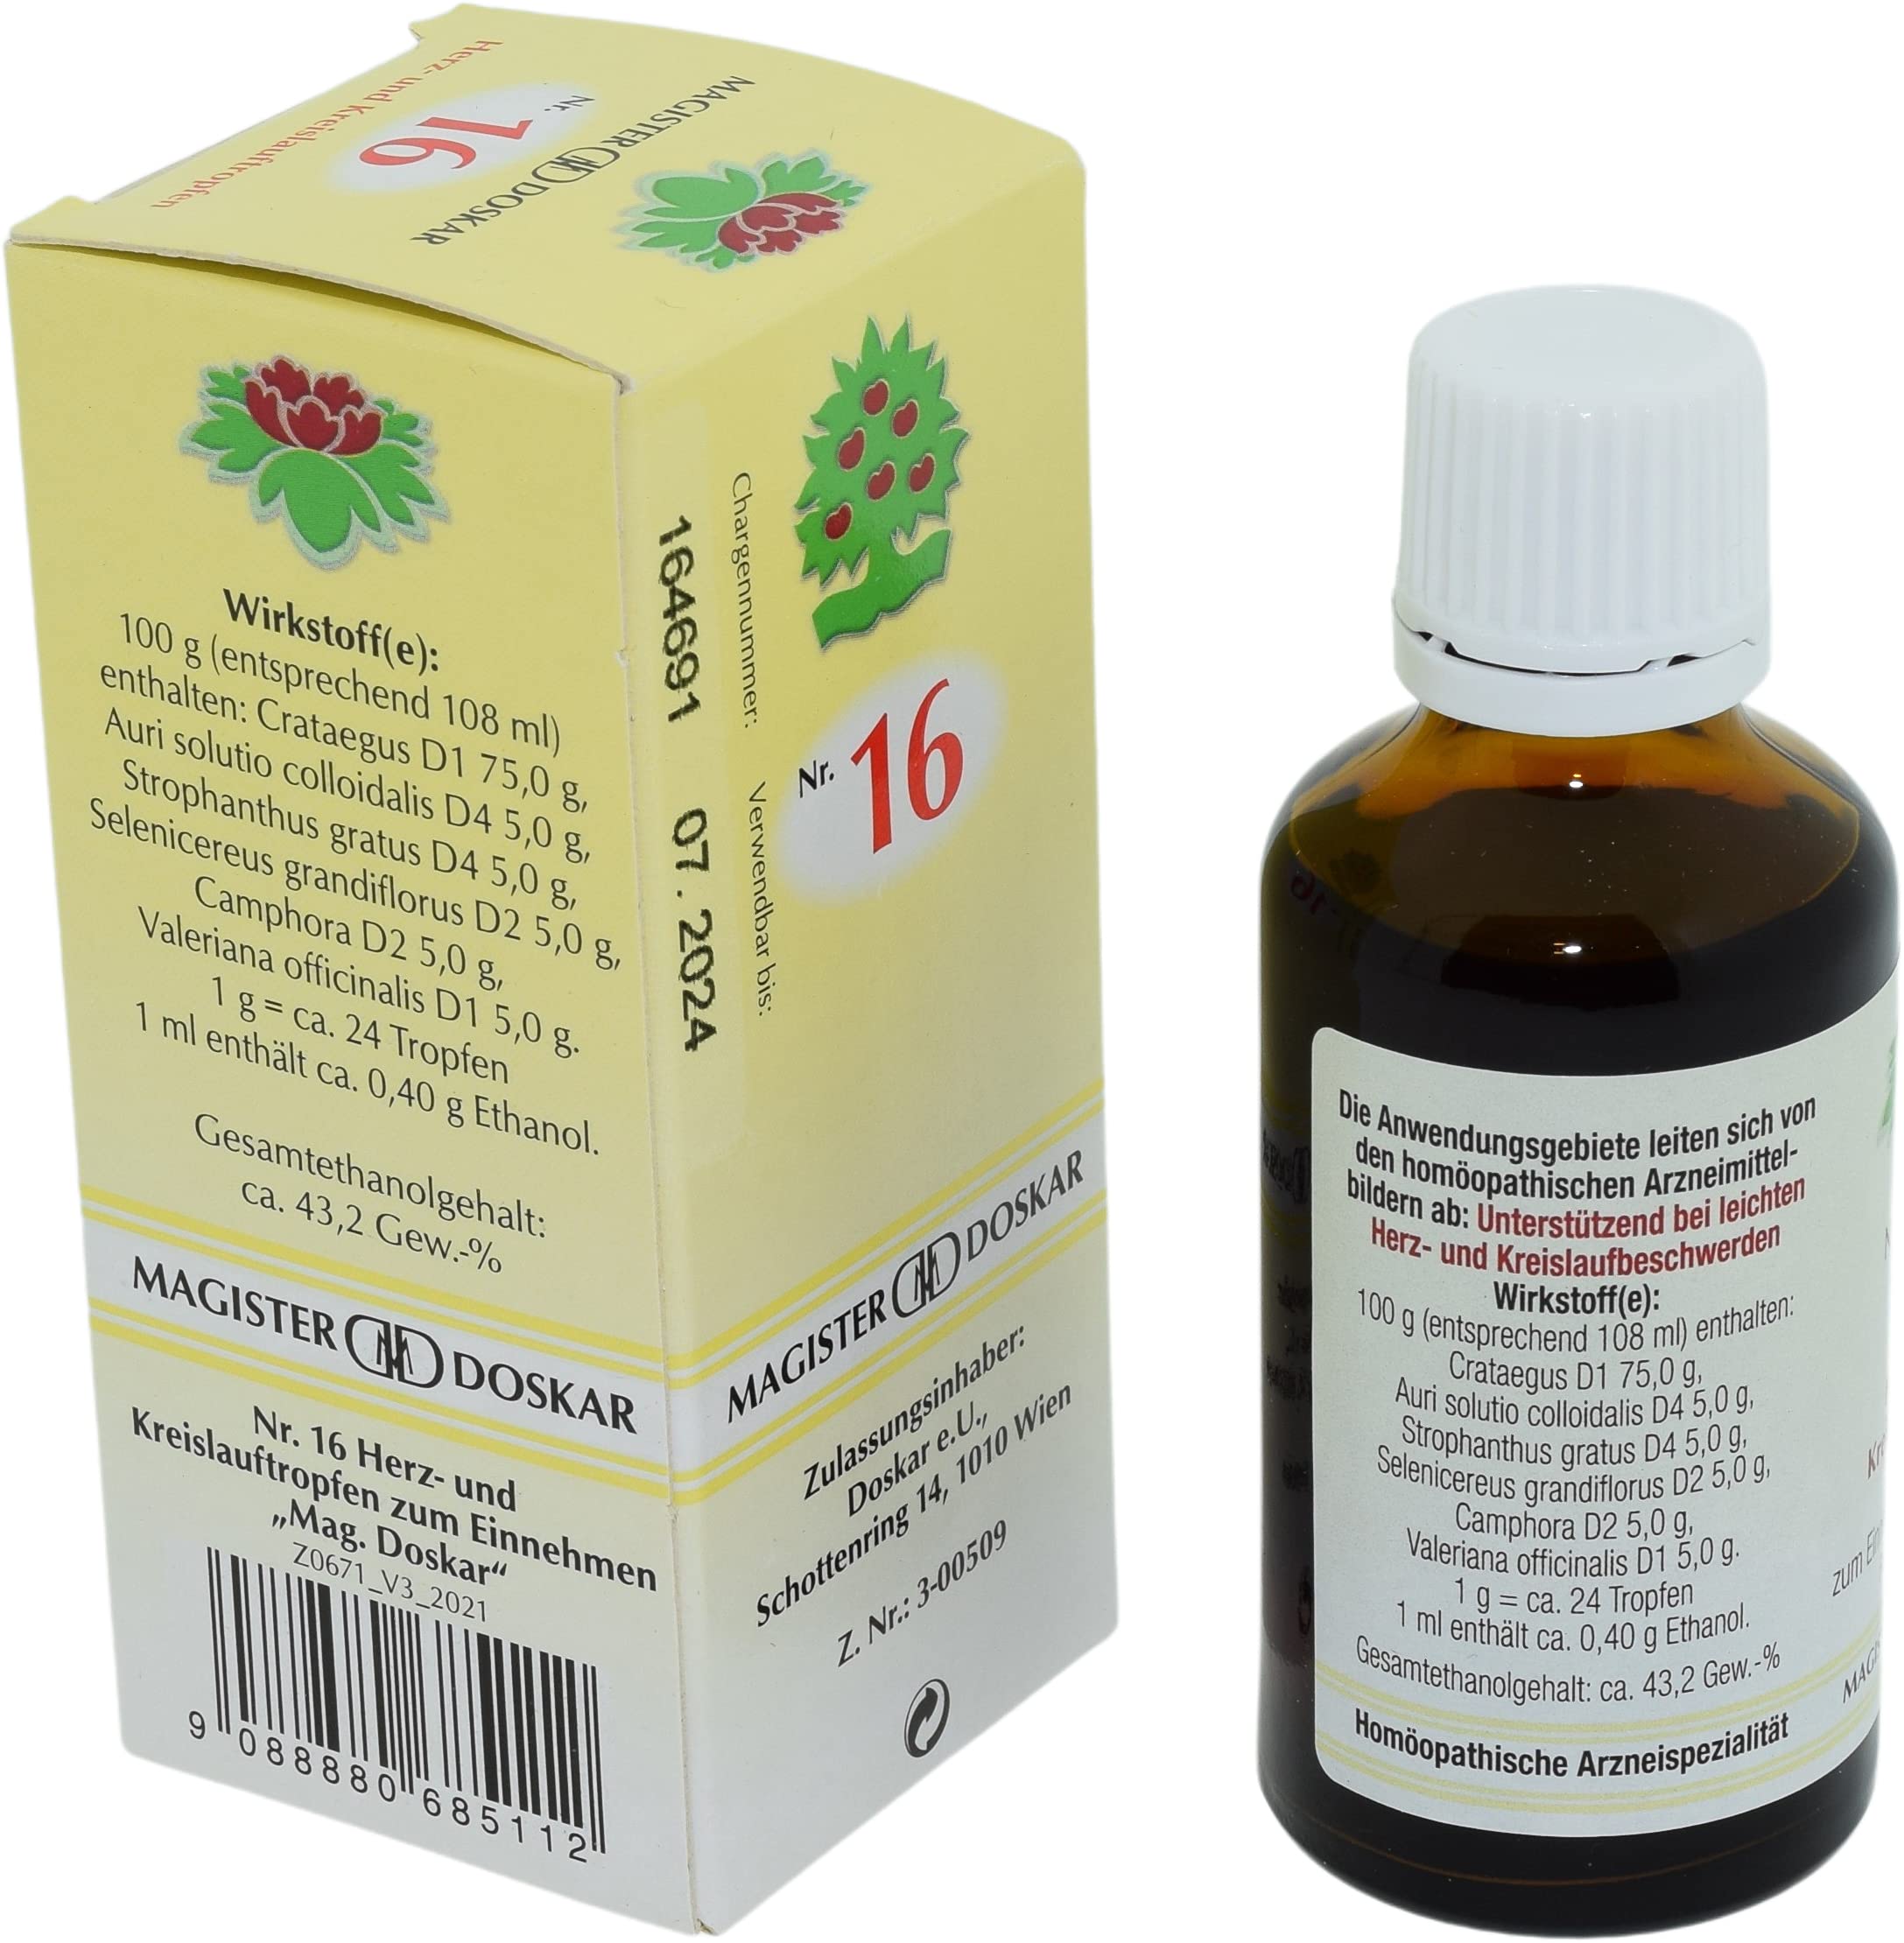 Herz- und Kreislauftropfen
Nr. 16
MAGISTER DOSKAR
Wirkstoff(e):
100 g (entsprechend 108 ml)
enthalten: Crataegus D1 75,0 g,
Auri solutio colloidalis D4 5,0 g,
Strophanthus gratus D4 5,0 g,
Selenicereus grandiflorus D2 5,0 g,
Camphora D2 5,0 g,
Valeriana officinalis D1 5,0 g.
1 g = ca. 24 Tropfen
1 ml enthält ca. 0,40 g Ethanol.
Gesamtethanolgehalt:
ca. 43,2 Gew.-%
MAGISTER DOSKAR
Nr. 16 Herz- und
Kreislauftropfen zum Einnehmen
„Mag. Doskar“
Z0671_V3_2021
9 088880 685112
Chargennummer: Verwendbar bis:
164691 07.2024
Nr. 16
MAGISTER DOSKAR
Zulassungsinhaber:
Doskar e.U.,
Schottenring 14, 1010 Wien
Z. Nr.: 3-00509
Die Anwendungsgebiete leiten sich von
den homöopathischen Arzneimittel-
bildern ab: Unterstützend bei leichten
Herz- und Kreislaufbeschwerden
Wirkstoff(e):
100 g (entsprechend 108 ml) enthalten:
Crataegus D1 75,0 g,
Auri solutio colloidalis D4 5,0 g,
Strophanthus gratus D4 5,0 g,
Selenicereus grandiflorus D2 5,0 g,
Camphora D2 5,0 g,
Valeriana officinalis D1 5,0 g.
1 g = ca. 24 Tropfen
1 ml enthält ca. 0,40 g Ethanol.
Gesamtethanolgehalt: ca. 43,2 Gew.-%
Homöopathische Arzneispezialität
zum